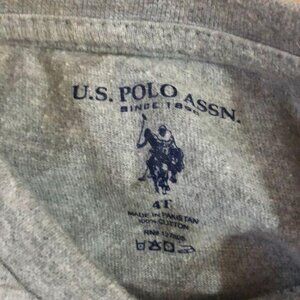 U.S. POLO ASSN.
SINCE 1890
4T
MADE IN PAKISTAN
100% COTTON